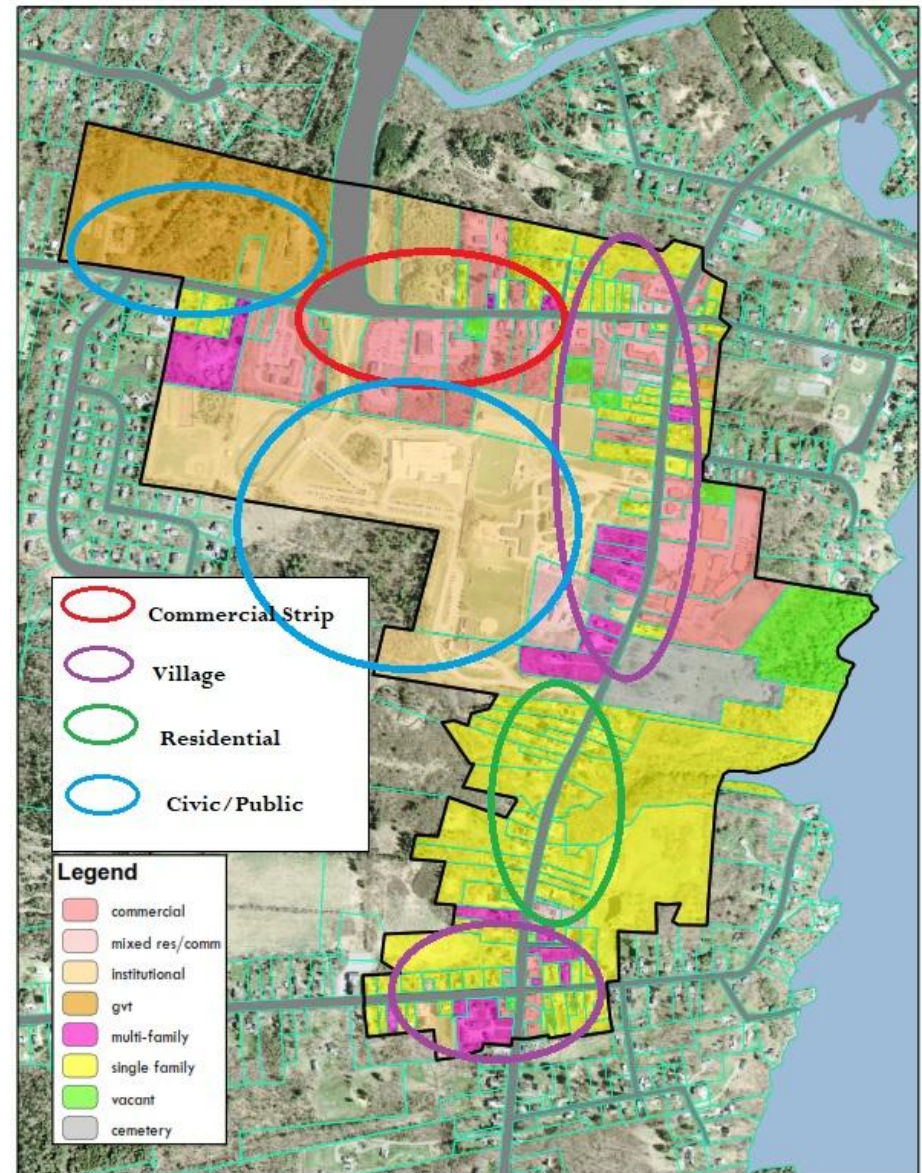 Commercial Strip
Village
Residential
Civic/Public
Legend
commercial
mixed res/comm
institutional
gvt
multi-family
single family
vacant
cemetery